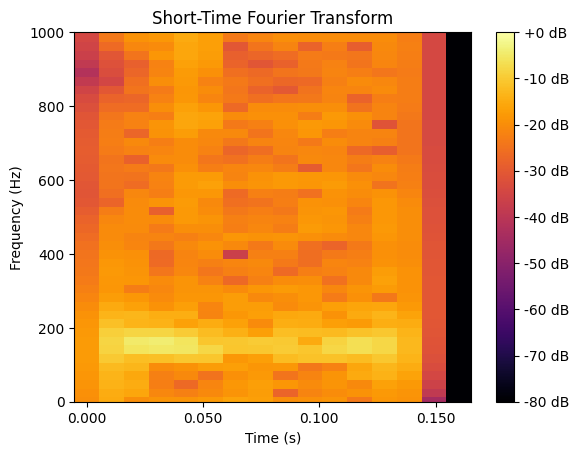 Short-Time Fourier Transform
1000
800
600
400
200
0
Frequency (Hz)
0.000
0.050
0.100
0.150
Time (s)
+0 dB
-10 dB
-20 dB
-30 dB
-40 dB
-50 dB
-60 dB
-70 dB
-80 dB